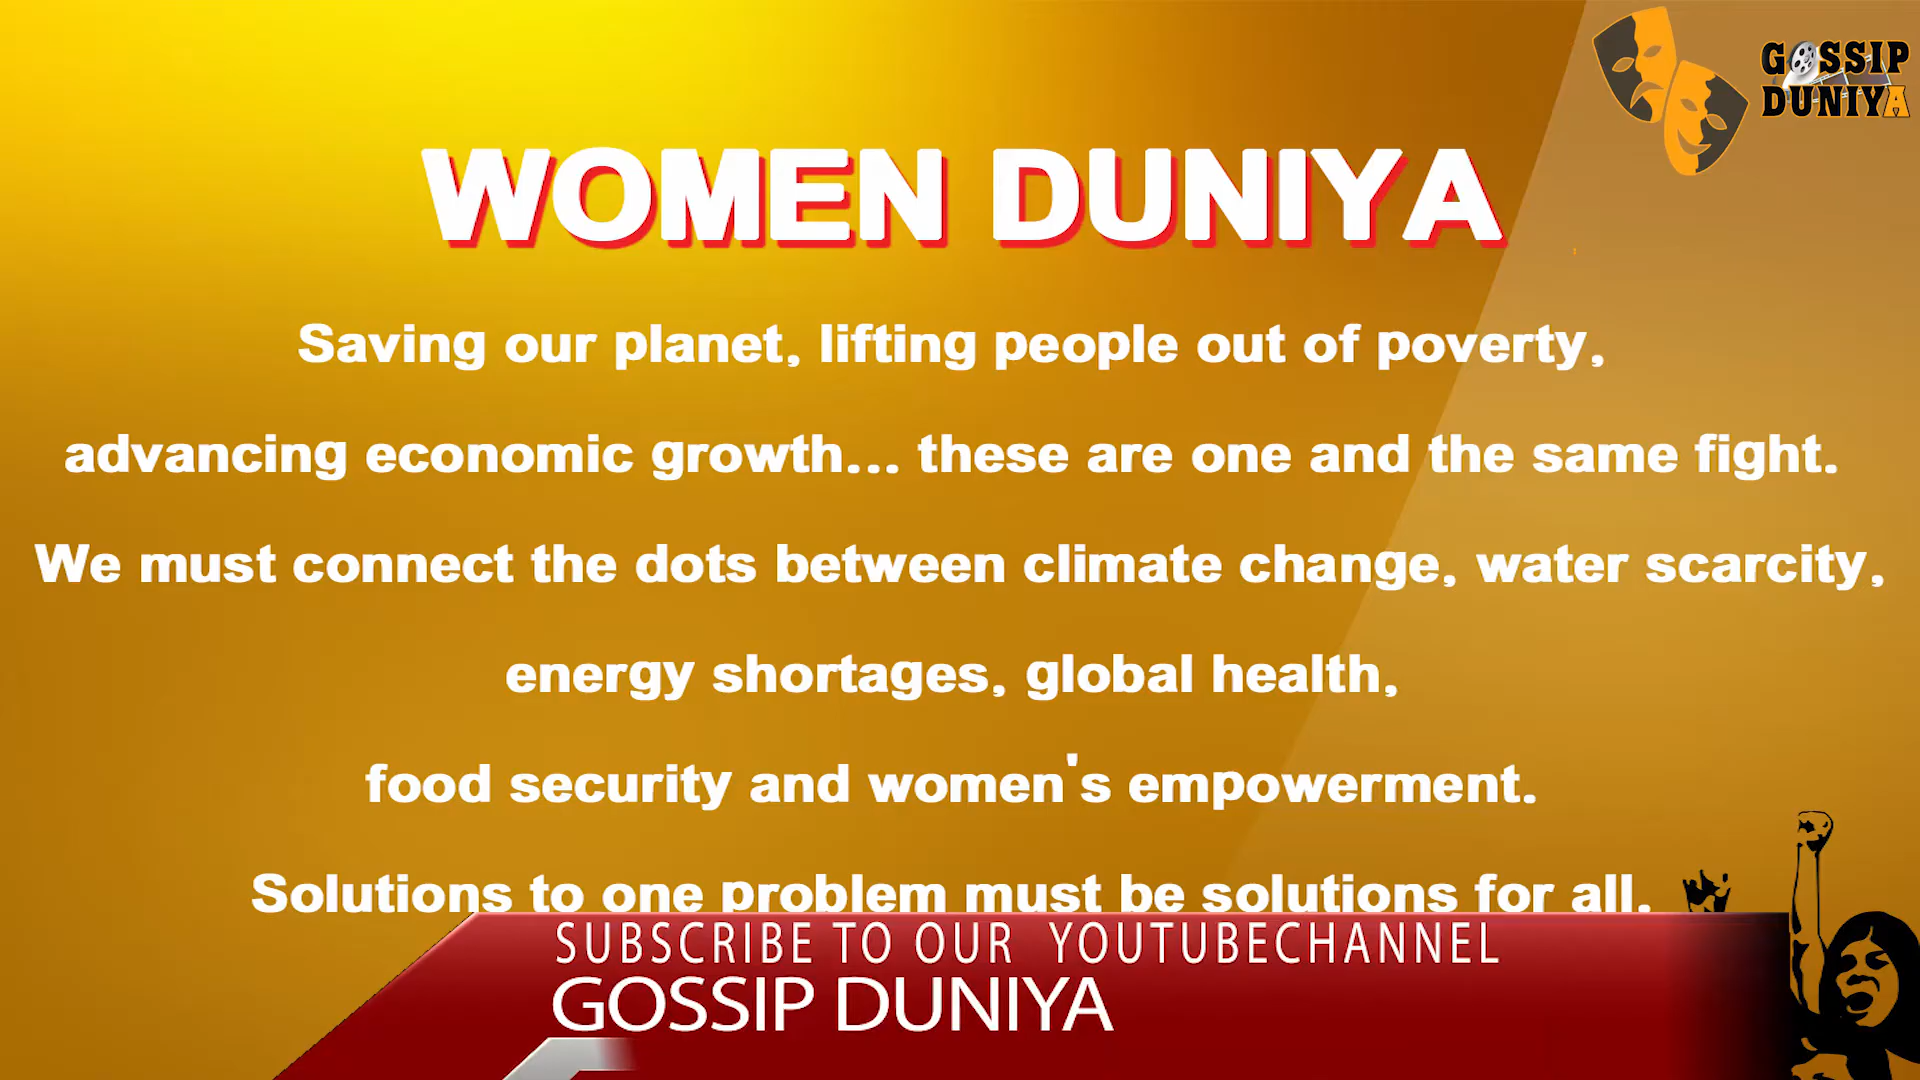 GOSSIP
DUNIYA
WOMEN DUNIYA
Saving our planet, lifting people out of poverty,
advancing economic growth... these are one and the same fight.
We must connect the dots between climate change, water scarcity,
energy shortages, global health,
food security and women's empowerment.
Solutions to one problem must be solutions for all.
SUBSCRIBE TO OUR YOUTUBECHANNEL
GOSSIP DUNIYA